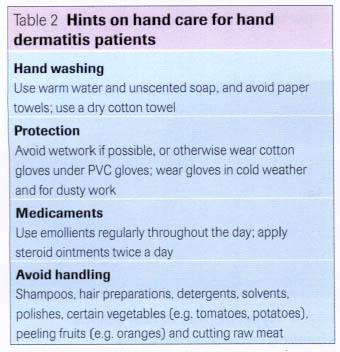 Table 2 Hints on hand care for hand
dermatitis patients
Hand washing
Use warm water and unscented soap, and avoid paper
towels; use a dry cotton towel
Protection
Avoid wetwork if possible, or otherwise wear cotton
gloves under PVC gloves; wear gloves in cold weather
and for dusty work
Medicaments
Use emollients regularly throughout the day; apply
steroid ointments twice a day
Avoid handling
Shampoos, hair preparations, detergents, solvents,
polishes, certain vegetables (e.g. tomatoes, potatoes),
peeling fruits (e.g. oranges) and cutting raw meat